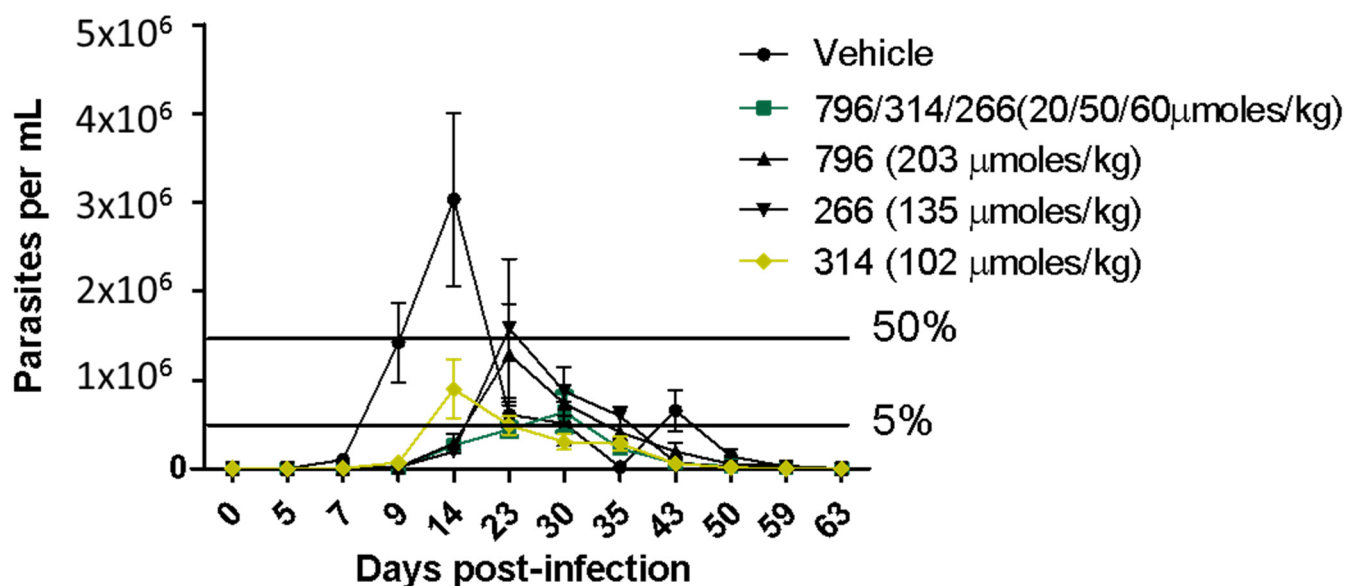 Parasites per mL
5x10⁶
4x10⁶
3x10⁶
2x10⁶
1x10⁶
0
Vehicle
796/314/266(20/50/60μmoles/kg)
796 (203 μmoles/kg)
266 (135 μmoles/kg)
314 (102 μmoles/kg)
50%
5%
0 5 7 9 14 23 30 35 43 50 59 63
Days post-infection